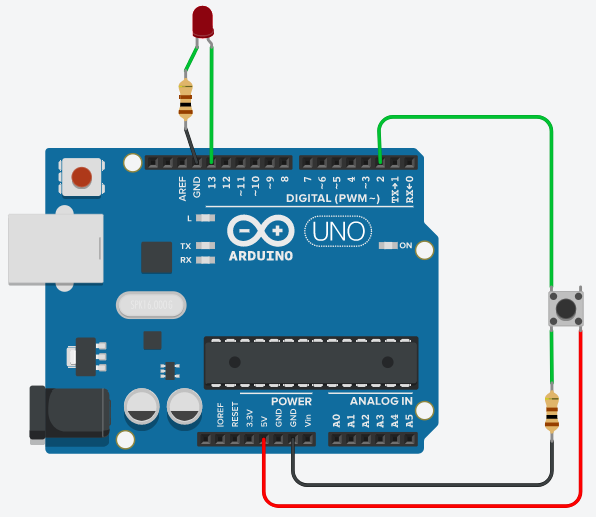 AREF
GND
13
12
~11
~10
~9
8
7
~6
~5
4
~3
2
TX→1
RX←0
DIGITAL (PWM~)
L
TX
RX
UNO
ON
ARDUINO
POWER
ANALOG IN
IOREF
RESET
3.3V
5V
GND
GND
Vin
A0
A1
A2
A3
A4
A5